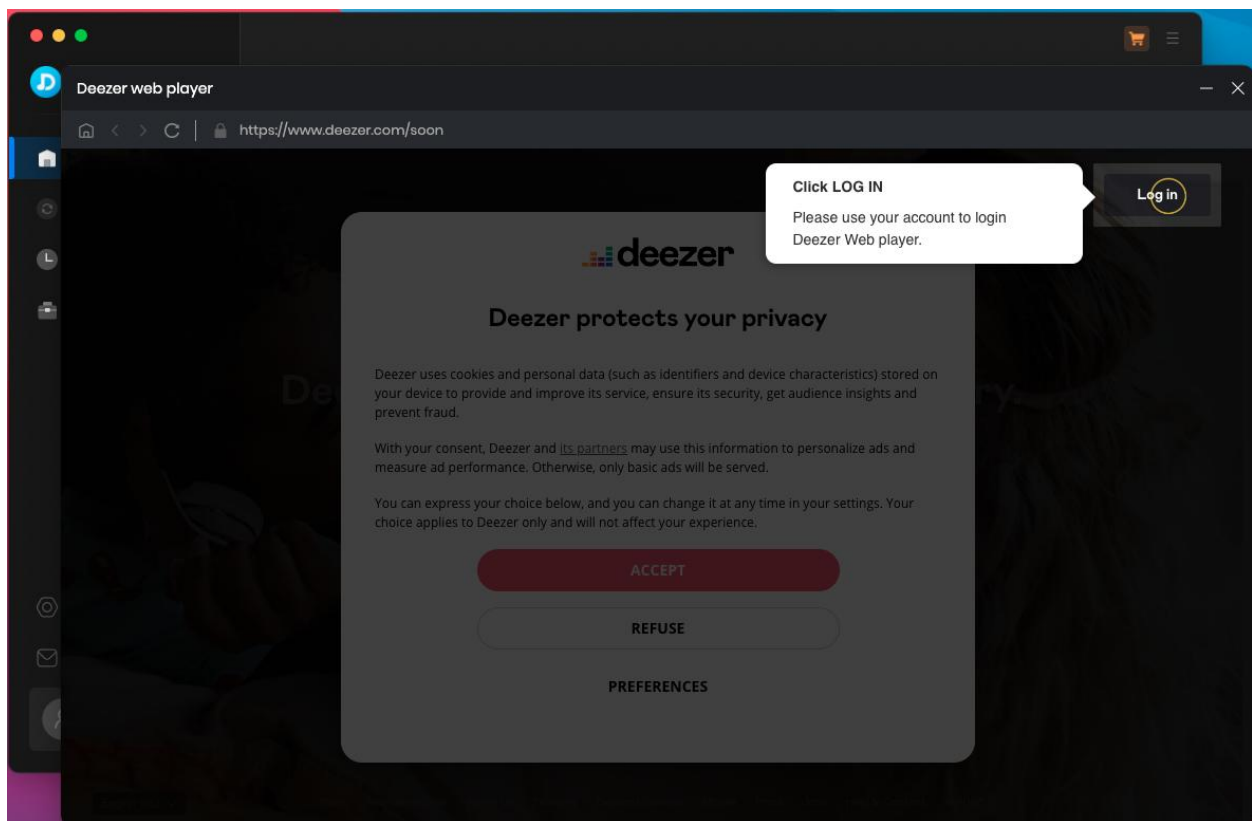 Deezer web player
https://www.deezer.com/soon
Click LOG IN
Please use your account to login
Deezer Web player.
Log in
deezer
Deezer protects your privacy
Deezer uses cookies and personal data (such as identifiers and device characteristics) stored on
your device to provide and improve its service, ensure its security, get audience insights and
prevent fraud.
With your consent, Deezer and its partners may use this information to personalize ads and
measure ad performance. Otherwise, only basic ads will be served.
You can express your choice below, and you can change it at any time in your settings. Your
choice applies to Deezer only and will not affect your experience.
ACCEPT
REFUSE
PREFERENCES